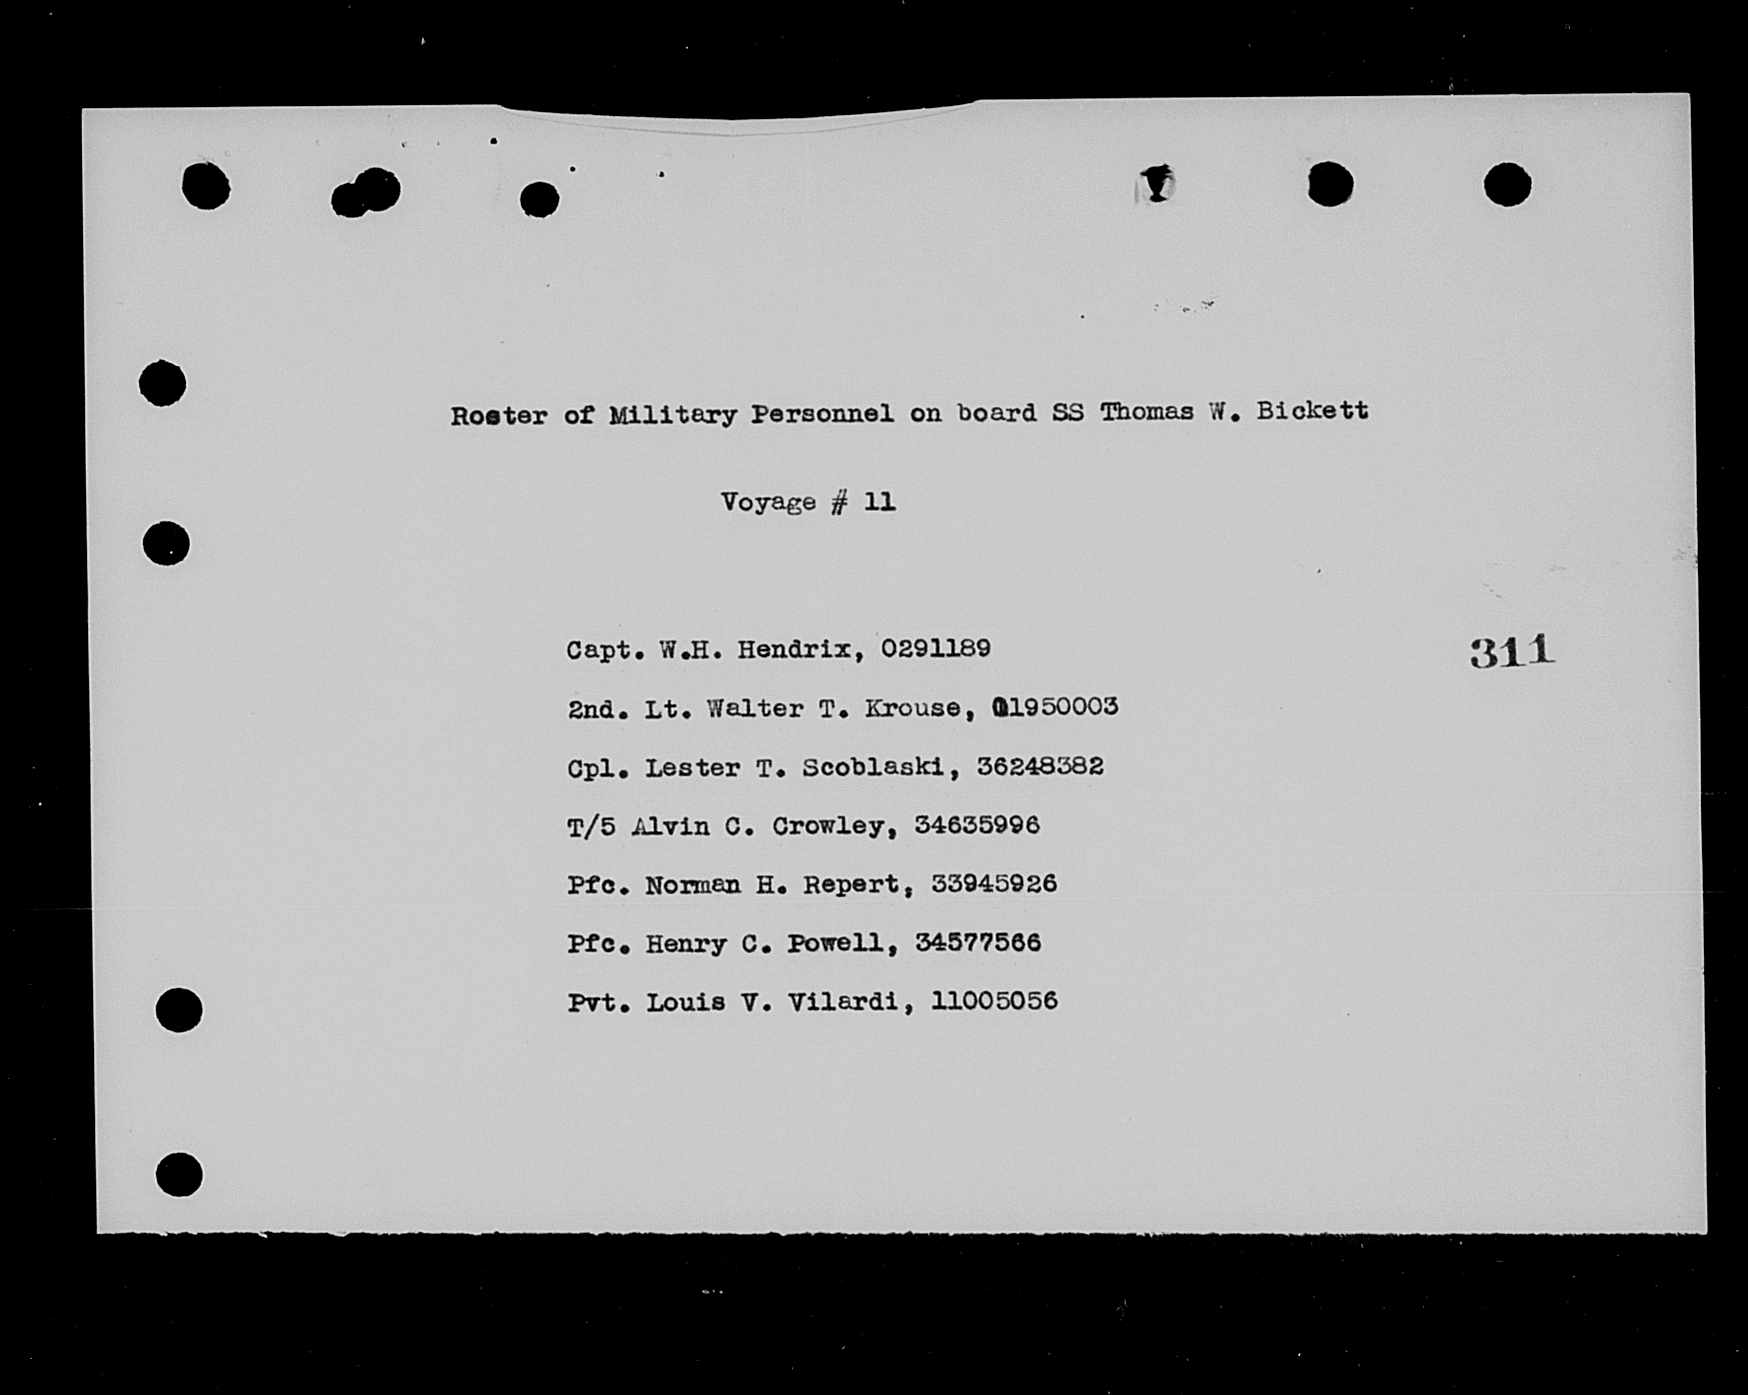 Roster of Military Personnel on board SS Thomas W. Bickett
Voyage # 11
Capt. W.H. Hendrix, O291189
311
2nd. Lt. Walter T. Krouse, O1950003
Cpl. Lester T. Scoblaski, 36248382
T/5 Alvin C. Crowley, 34635996
Pfc. Norman H. Repert, 33945926
Pfc. Henry C. Powell, 34577566
Pvt. Louis V. Vilardi, 11005056